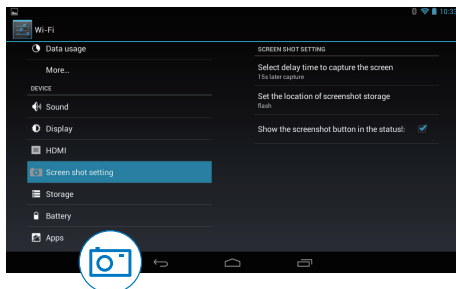 10:33
Wi-Fi
Data usage
More...
DEVICE
Sound
Display
HDMI
Screen shot setting
Storage
Battery
Apps
SCREEN SHOT SETTING
Select delay time to capture the screen
15s later capture
Set the location of screenshot storage
flash
Show the screenshot button in the statusb